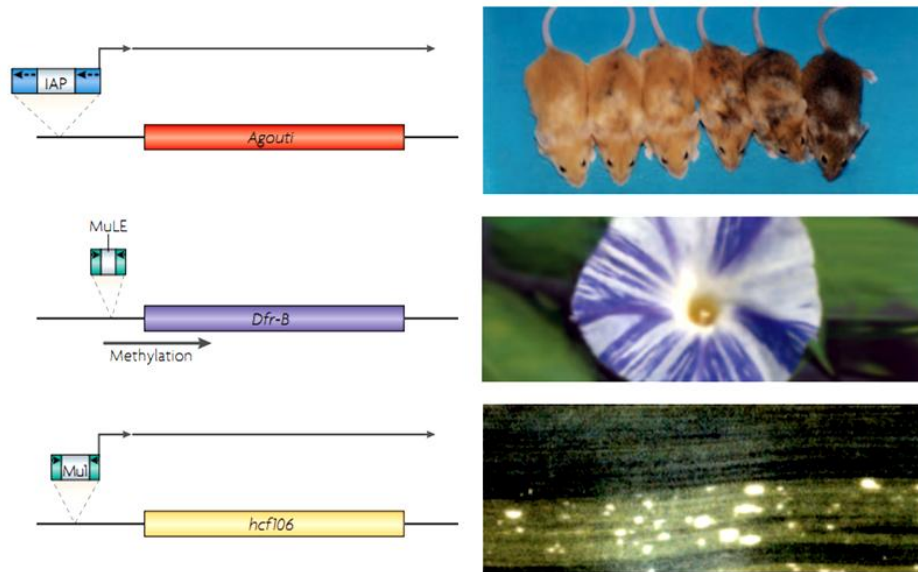 IAP
Agouti
MuLE
Dfr-B
Methylation
Mu1
hcf106